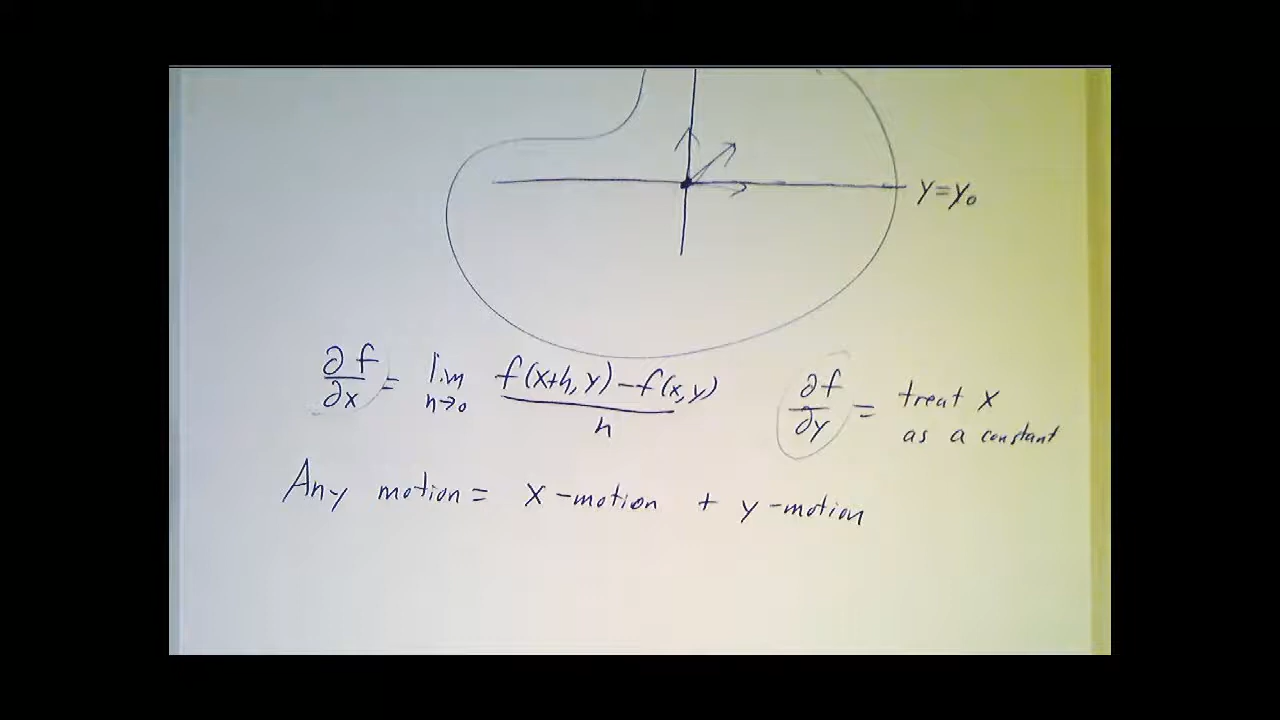 y=y₀
∂f/∂x = lim h→0 f(x+h, y) – f(x,y) / h
∂f/∂y = treat x
as a constant
Any motion = x-motion + y-motion